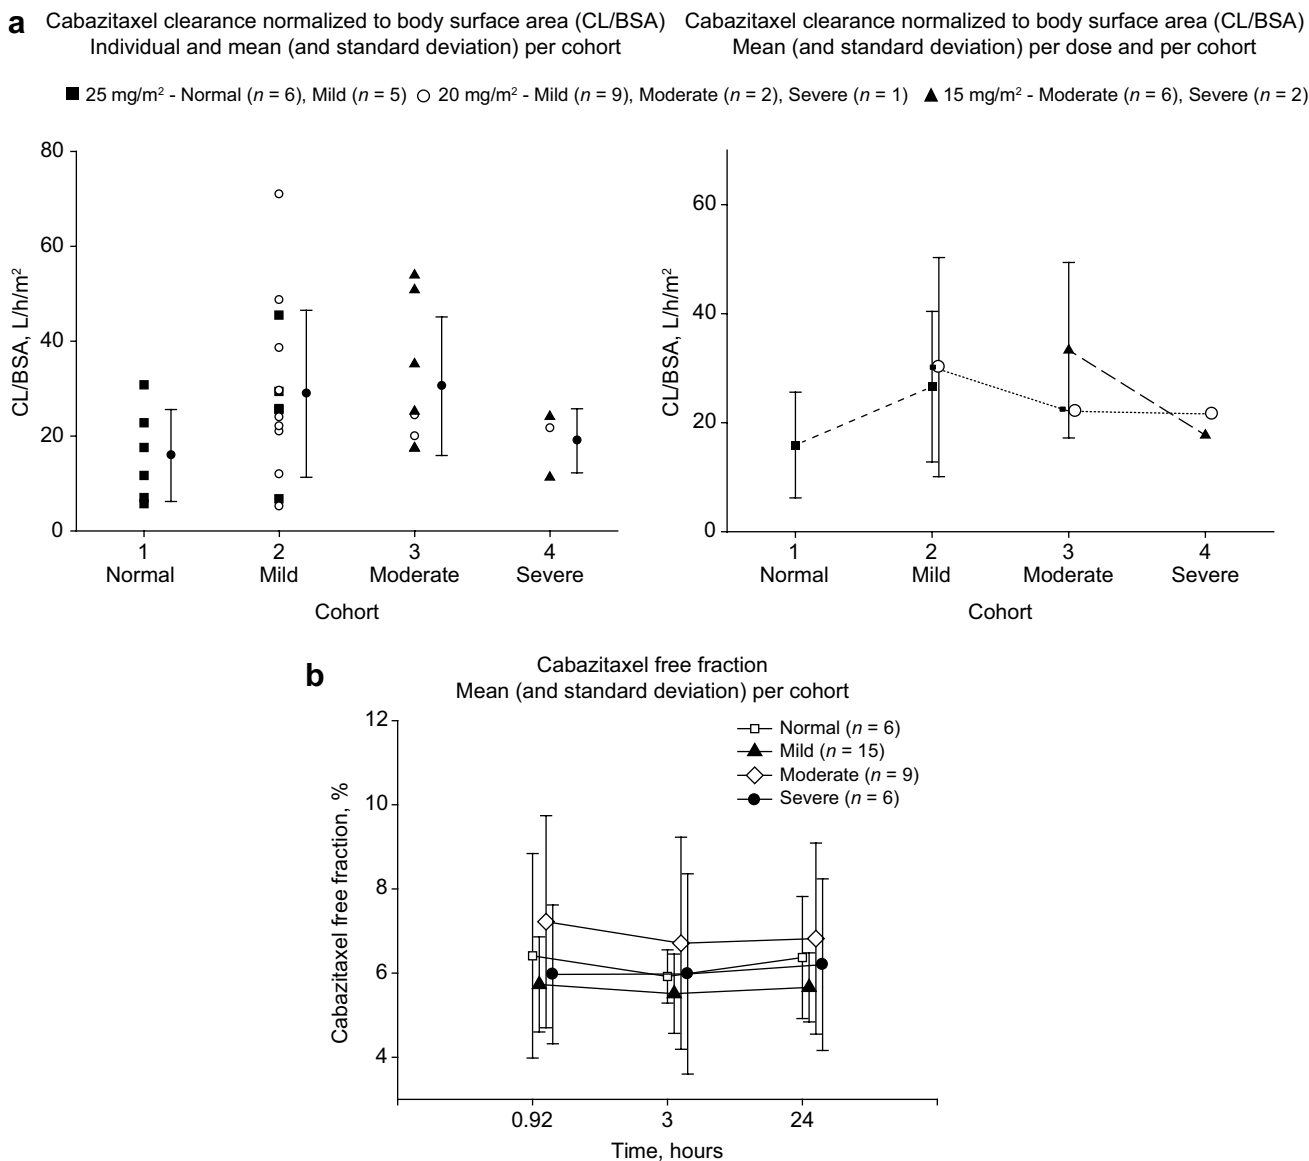 a
Cabazitaxel clearance normalized to body surface area (CL/BSA)
Individual and mean (and standard deviation) per cohort
Cabazitaxel clearance normalized to body surface area (CL/BSA)
Mean (and standard deviation) per dose and per cohort
25 mg/m² - Normal (n = 6), Mild (n = 5)
20 mg/m² - Mild (n = 9), Moderate (n = 2), Severe (n = 1)
15 mg/m² - Moderate (n = 6), Severe (n = 2)
CL/BSA, L/h/m²
80
60
40
20
0
1
2
3
4
Normal
Mild
Moderate
Severe
Cohort
CL/BSA, L/h/m²
60
40
20
0
1
2
3
4
Normal
Mild
Moderate
Severe
Cohort
b
Cabazitaxel free fraction
Mean (and standard deviation) per cohort
Normal (n = 6)
Mild (n = 15)
Moderate (n = 9)
Severe (n = 6)
Cabazitaxel free fraction, %
12
10
8
6
4
0.92
3
24
Time, hours